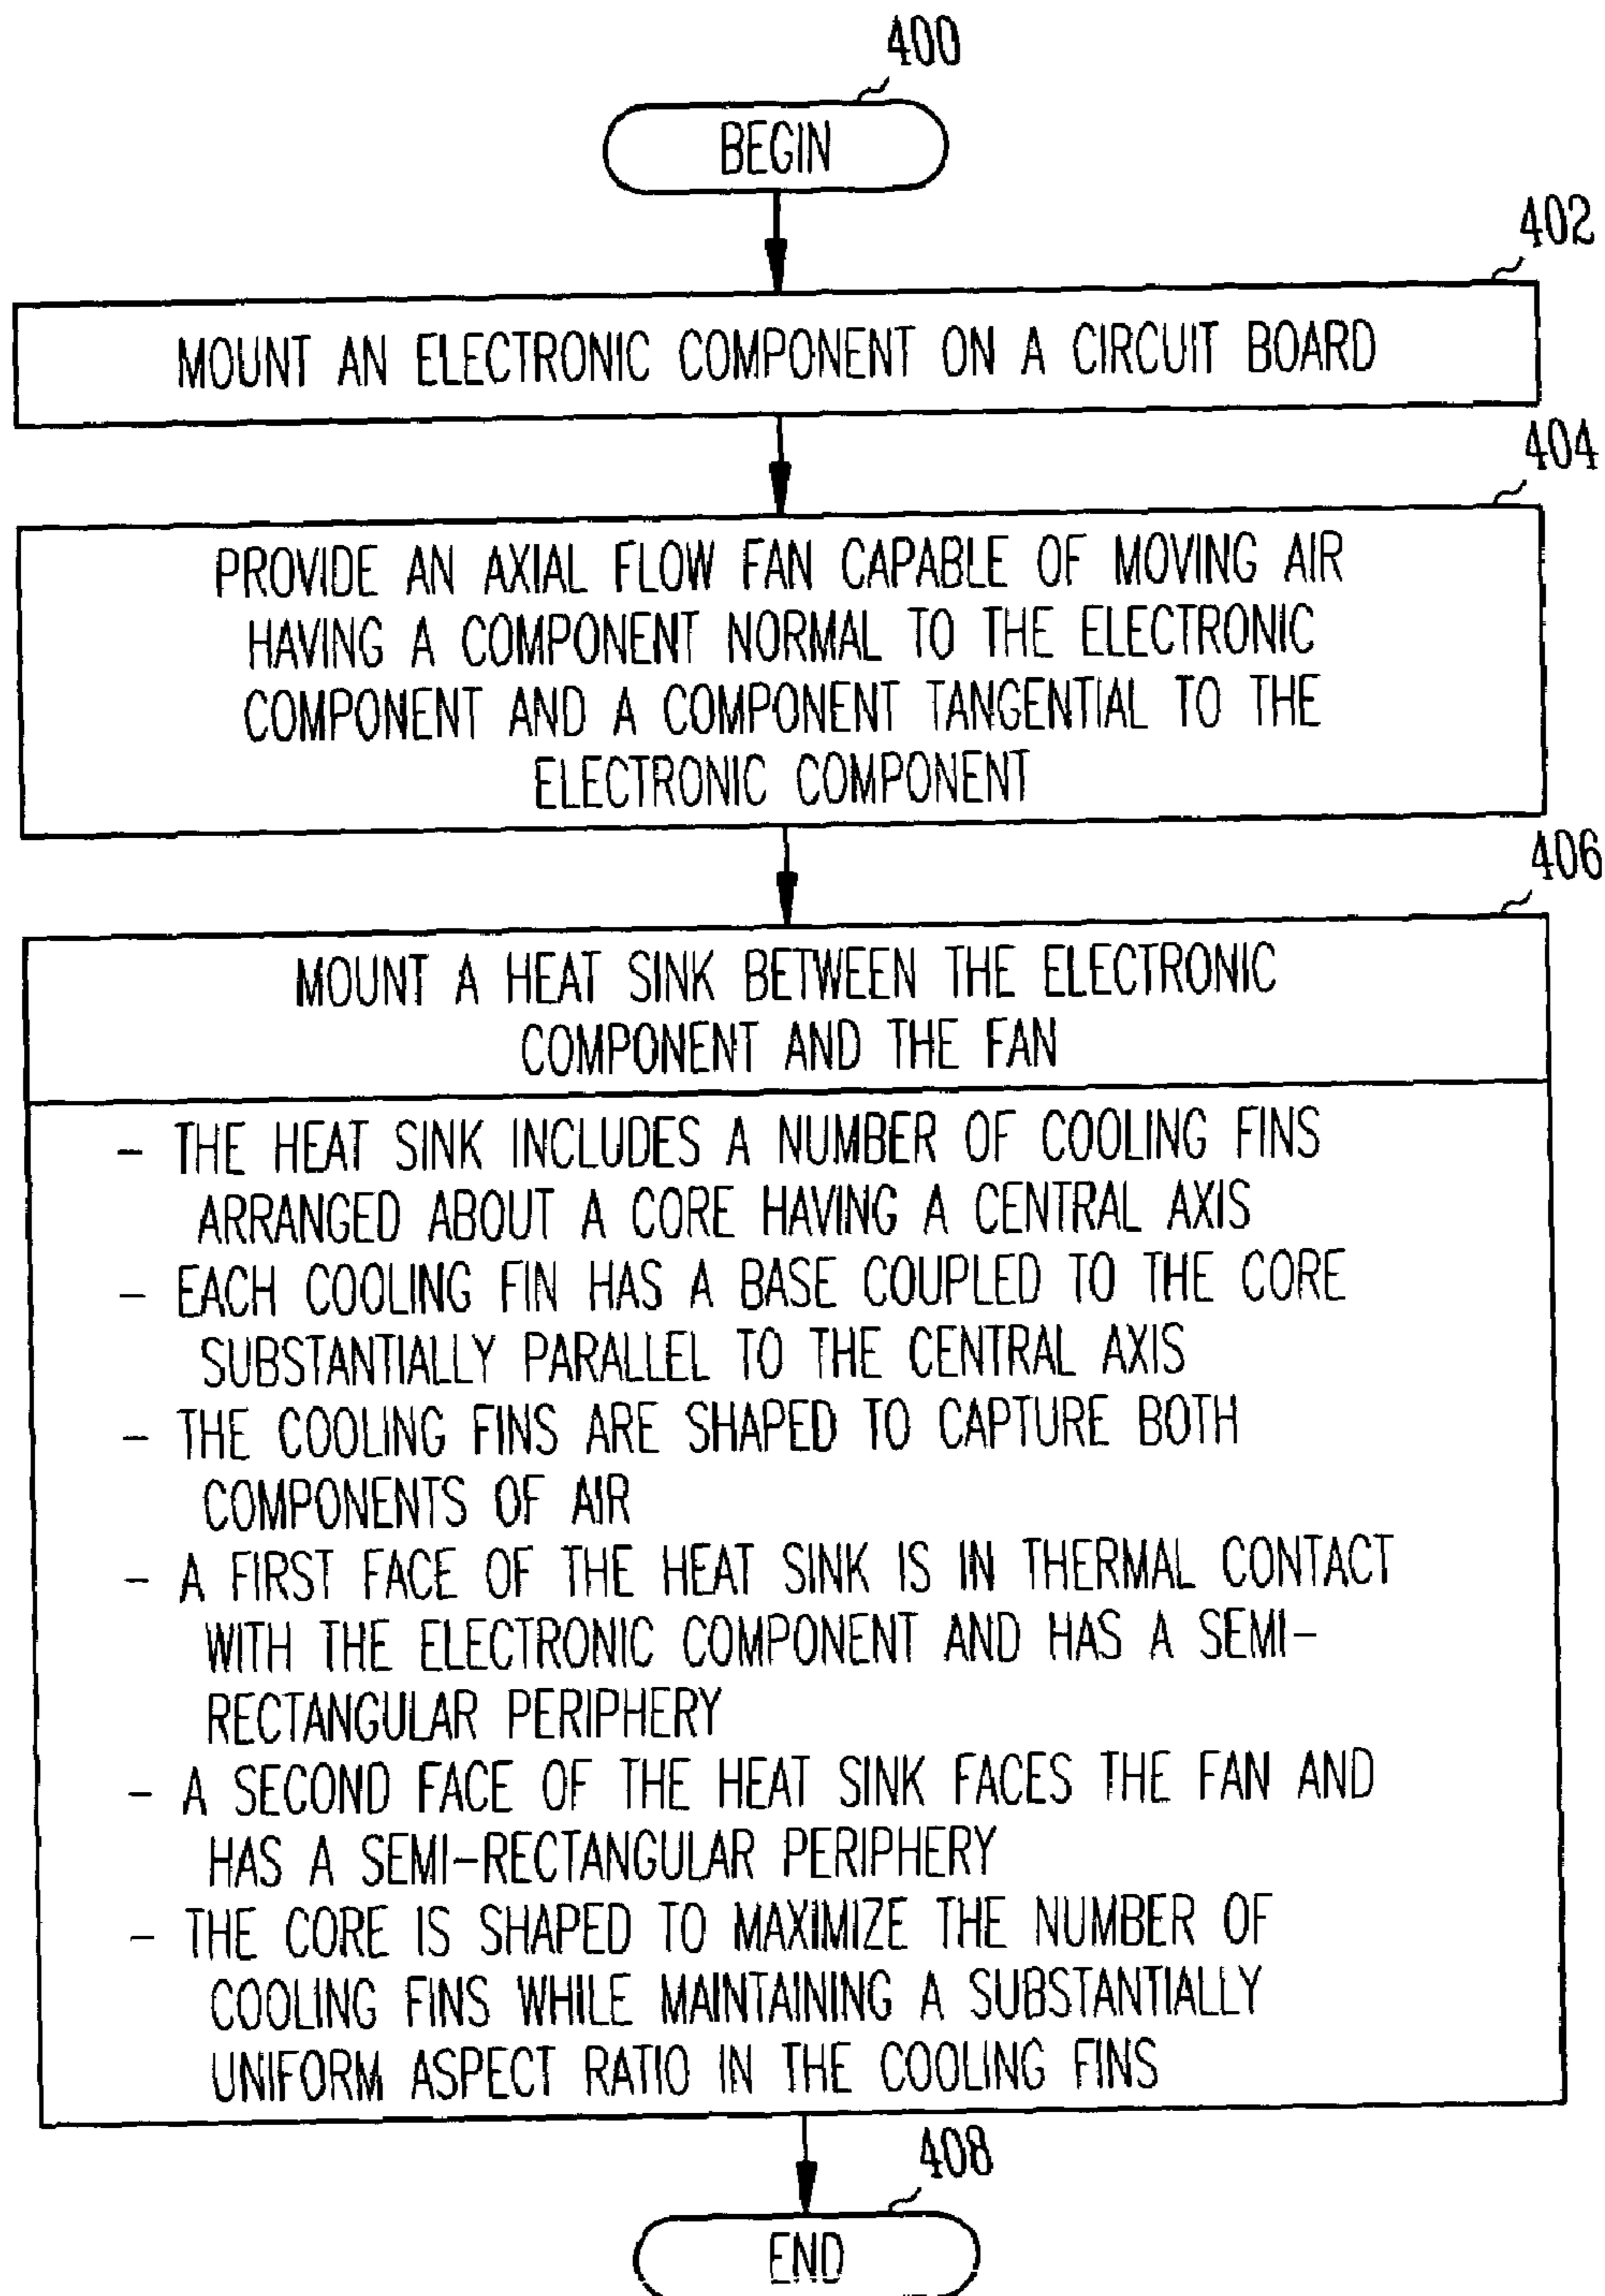 400
BEGIN
402
MOUNT AN ELECTRONIC COMPONENT ON A CIRCUIT BOARD
404
PROVIDE AN AXIAL FLOW FAN CAPABLE OF MOVING AIR
HAVING A COMPONENT NORMAL TO THE ELECTRONIC
COMPONENT AND A COMPONENT TANGENTIAL TO THE
ELECTRONIC COMPONENT
406
MOUNT A HEAT SINK BETWEEN THE ELECTRONIC
COMPONENT AND THE FAN
- THE HEAT SINK INCLUDES A NUMBER OF COOLING FINS
ARRANGED ABOUT A CORE HAVING A CENTRAL AXIS
- EACH COOLING FIN HAS A BASE COUPLED TO THE CORE
SUBSTANTIALLY PARALLEL TO THE CENTRAL AXIS
- THE COOLING FINS ARE SHAPED TO CAPTURE BOTH
COMPONENTS OF AIR
- A FIRST FACE OF THE HEAT SINK IS IN THERMAL CONTACT
WITH THE ELECTRONIC COMPONENT AND HAS A SEMI-
RECTANGULAR PERIPHERY
- A SECOND FACE OF THE HEAT SINK FACES THE FAN AND
HAS A SEMI-RECTANGULAR PERIPHERY
- THE CORE IS SHAPED TO MAXIMIZE THE NUMBER OF
COOLING FINS WHILE MAINTAINING A SUBSTANTIALLY
UNIFORM ASPECT RATIO IN THE COOLING FINS
408
END